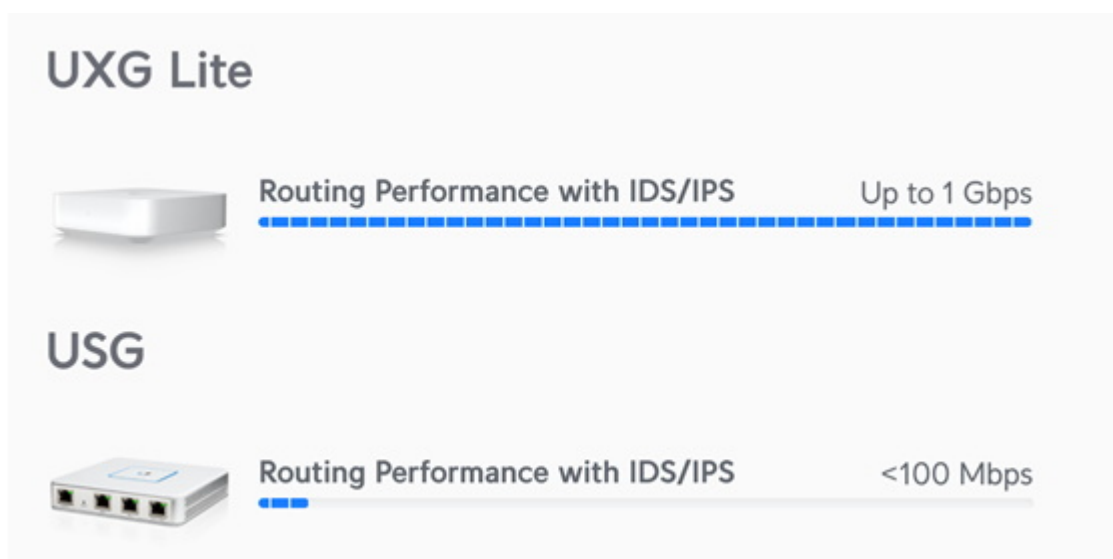 UXG Lite
Routing Performance with IDS/IPS Up to 1 Gbps
USG
Routing Performance with IDS/IPS <100 Mbps